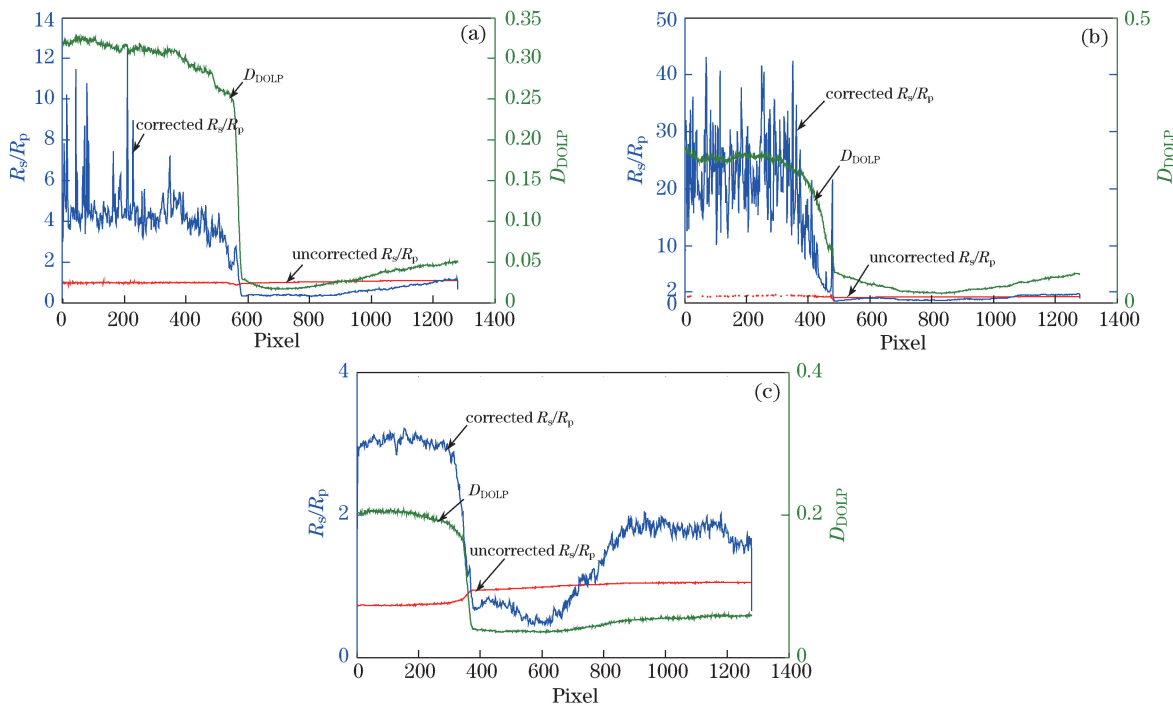 (a)
14
12
10
8
6
4
2
0
Rs/Rp
0.35
0.30
0.25
0.20
0.15
0.10
0.05
0
DDOLP
DDOLP
corrected Rs/Rp
uncorrected Rs/Rp
0 200 400 600 800 1000 1200 1400
Pixel
(b)
50
40
30
20
10
2
0
Rs/Rp
0.5
0
DDOLP
corrected Rs/Rp
DDOLP
uncorrected Rs/Rp
0 200 400 600 800 1000 1200 1400
Pixel
(c)
4
2
0
Rs/Rp
0.4
0.2
0
DDOLP
corrected Rs/Rp
DDOLP
uncorrected Rs/Rp
0 200 400 600 800 1000 1200 1400
Pixel